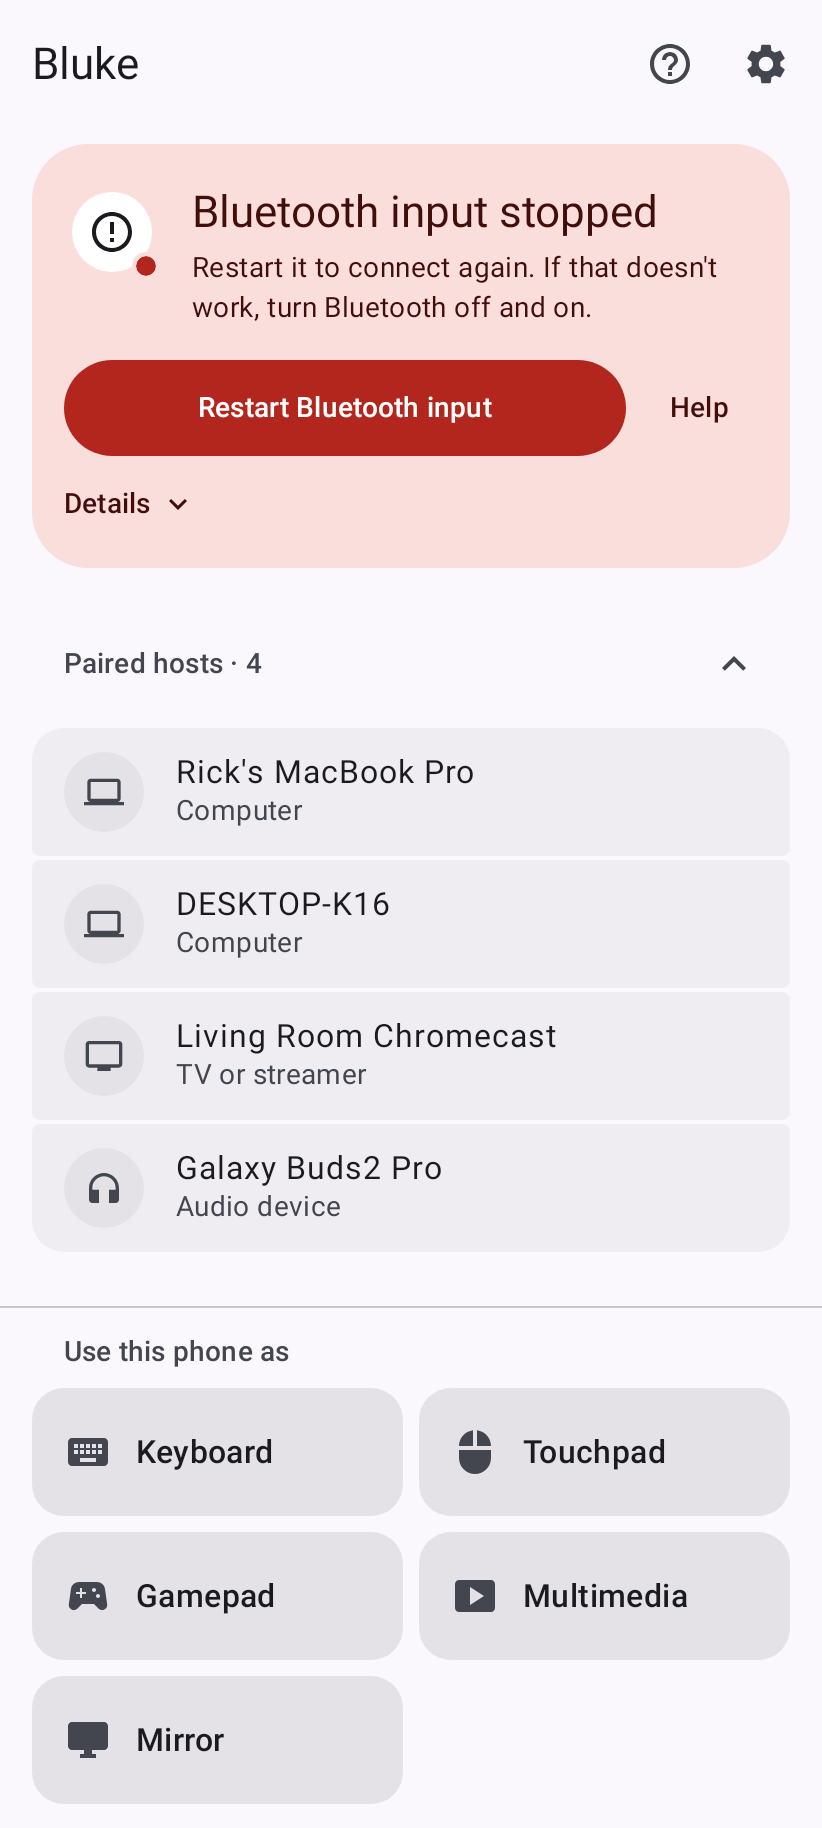 Bluke
Bluetooth input stopped
Restart it to connect again. If that doesn't
work, turn Bluetooth off and on.
Restart Bluetooth input
Help
Details
Paired hosts · 4
Rick's MacBook Pro
Computer
DESKTOP-K16
Computer
Living Room Chromecast
TV or streamer
Galaxy Buds2 Pro
Audio device
Use this phone as
Keyboard
Touchpad
Gamepad
Multimedia
Mirror